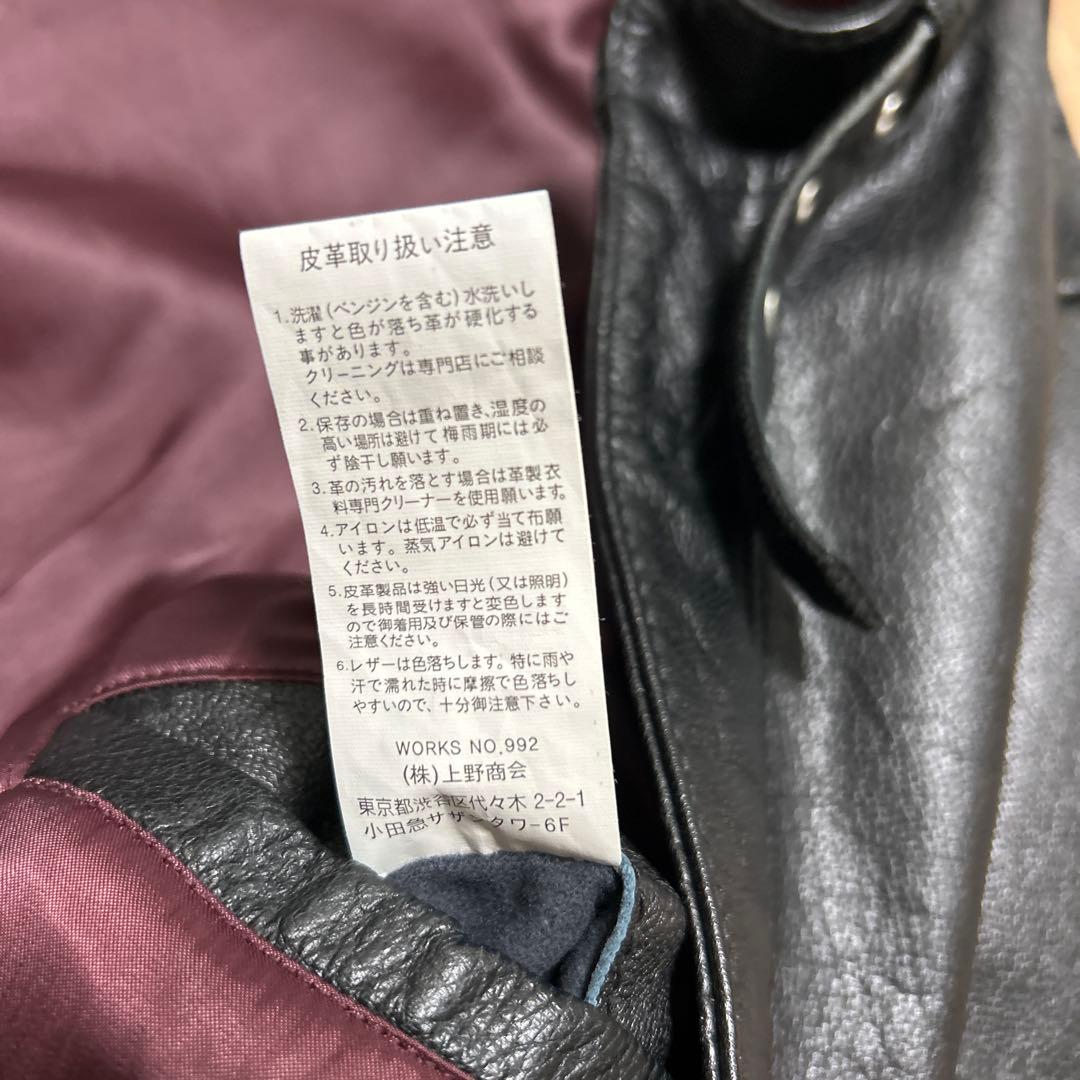 皮革取り扱い注意
1.洗濯(ベンジンを含む)水洗いし
ますと色が落ち革が硬化する
事があります。
クリーニングは専門店にご相談
ください。
2.保存の場合は重ね置き、湿度の
高い場所は避けて梅雨期には必
ず陰干し願います。
3.革の汚れを落とす場合は革製衣
料専門クリーナーを使用願います。
4.アイロンは低温で必ず当て布願
います。蒸気アイロンは避けて
ください。
5.皮革製品は強い日光(又は照明)
を長時間受けますと変色します
ので御着用及び保管の際にはご
注意ください。
6.レザーは色落ちします。特に雨や
汗で濡れた時に摩擦で色落ちし
やすいので、十分御注意下さい。
WORKS NO,992
(株)上野商会
東京都渋谷区代々木 2-2-1
小田急サザンタワー6F